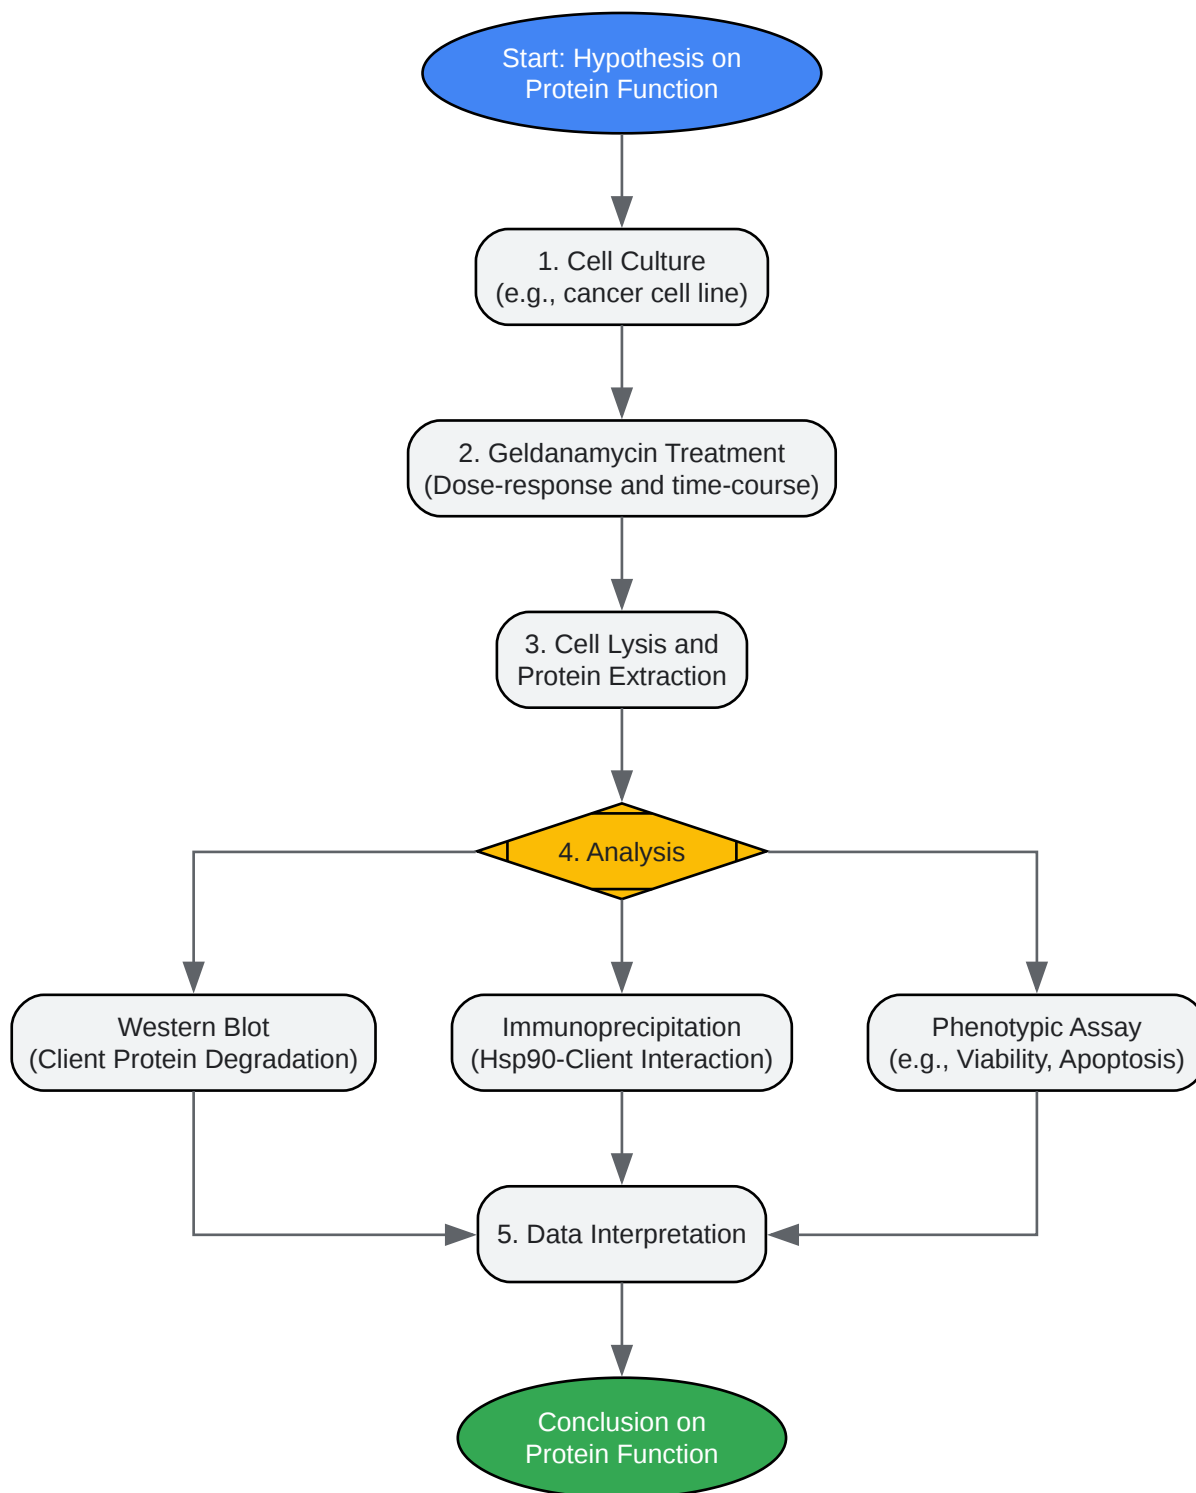 Start: Hypothesis on
Protein Function
1. Cell Culture
(e.g., cancer cell line)
2. Geldanamycin Treatment
(Dose-response and time-course)
3. Cell Lysis and
Protein Extraction
4. Analysis
Western Blot
(Client Protein Degradation)
Immunoprecipitation
(Hsp90-Client Interaction)
Phenotypic Assay
(e.g., Viability, Apoptosis)
5. Data Interpretation
Conclusion on
Protein Function